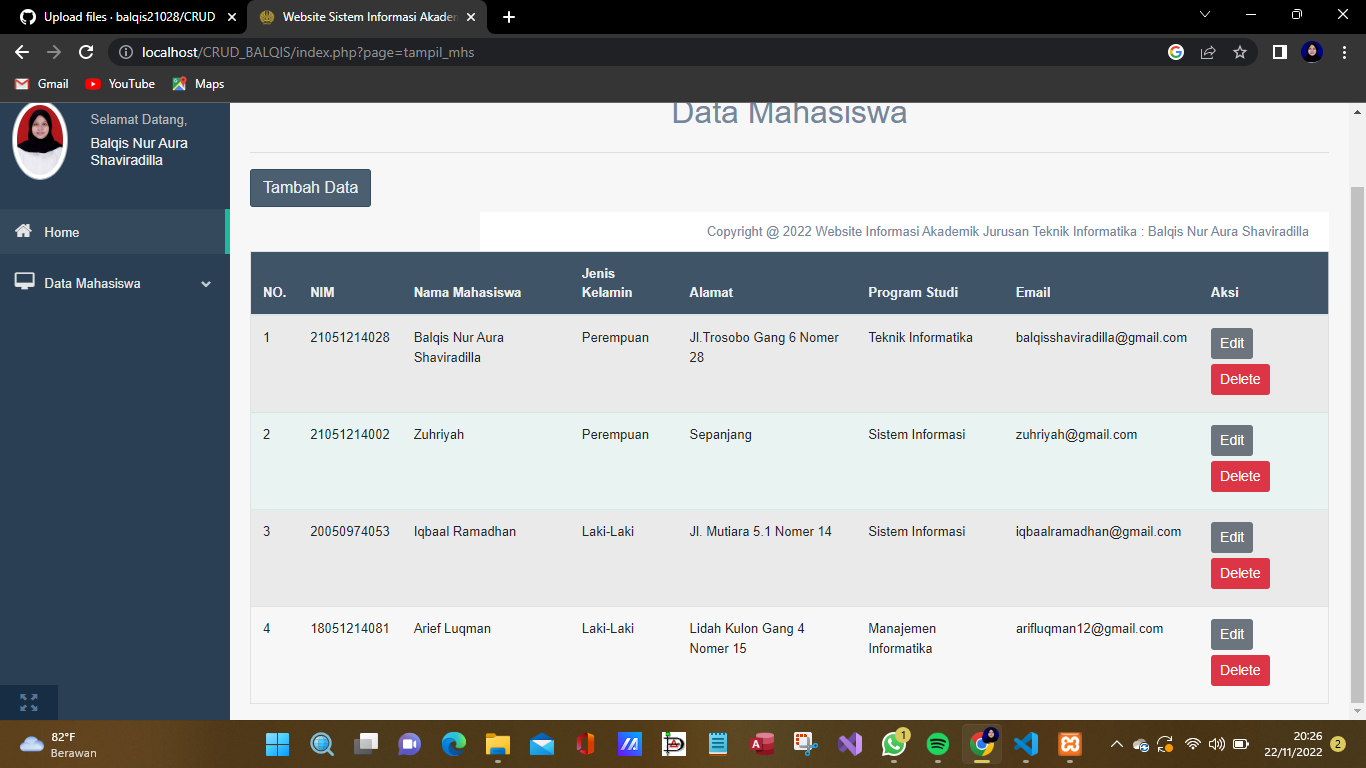 Upload files · balqis21028/CRUD
Website Sistem Informasi Akader
localhost/CRUD_BALQIS/index.php?page=tampil_mhs
Gmail YouTube Maps
Selamat Datang,
Balqis Nur Aura
Shaviradilla
Home
Data Mahasiswa
Data Mahasiswa
Tambah Data
Copyright @ 2022 Website Informasi Akademik Jurusan Teknik Informatika : Balqis Nur Aura Shaviradilla
NO. NIM Nama Mahasiswa Jenis Kelamin Alamat Program Studi Email Aksi
1 21051214028 Balqis Nur Aura Shaviradilla Perempuan Jl.Trosobo Gang 6 Nomer 28 Teknik Informatika balqisshaviradilla@gmail.com Edit
Delete
2 21051214002 Zuhriyah Perempuan Sepanjang Sistem Informasi zuhriyah@gmail.com Edit
Delete
3 20050974053 Iqbaal Ramadhan Laki-Laki Jl. Mutiara 5.1 Nomer 14 Sistem Informasi iqbaalramadhan@gmail.com Edit
Delete
4 18051214081 Arief Luqman Laki-Laki Lidah Kulon Gang 4 Nomer 15 Manajemen Informatika arifluqman12@gmail.com Edit
Delete
82°F
Berawan
1
20:26
22/11/2022
2